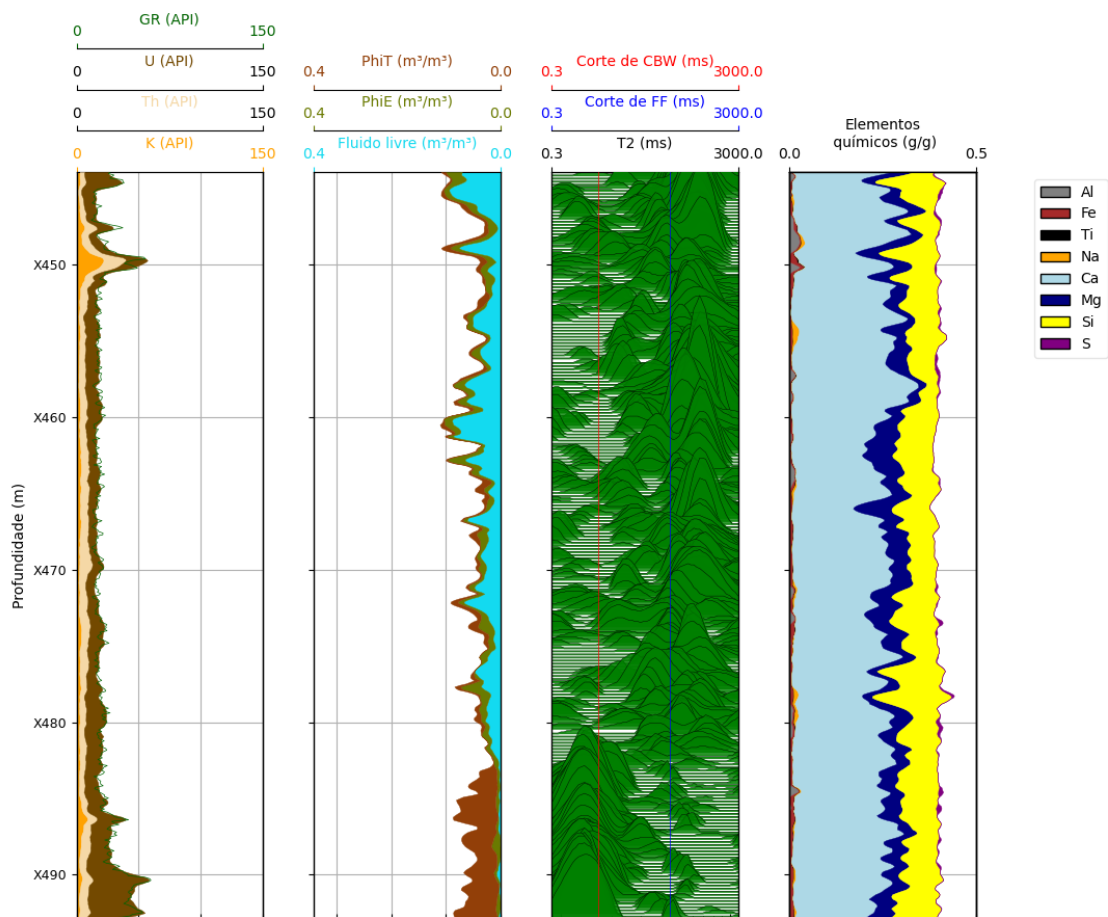 GR (API)
0 150
U (API)
0 150
Th (API)
0 150
K (API)
0 150
PhiT (m³/m³)
0.4 0.0
PhiE (m³/m³)
0.4 0.0
Fluido livre (m³/m³)
0.4 0.0
Corte de CBW (ms)
0.3 3000.0
Corte de FF (ms)
0.3 3000.0
T2 (ms)
0.3 3000.0
Elementos
químicos (g/g)
0.0 0.5
Profundidade (m)
X450
X460
X470
X480
X490
Al
Fe
Ti
Na
Ca
Mg
Si
S